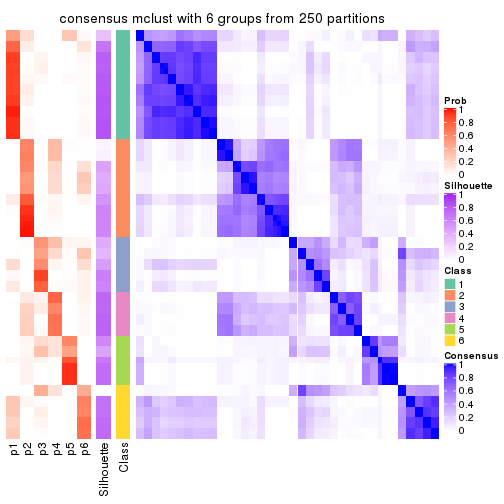 consensus mclust with 6 groups from 250 partitions
Prob
1
0.8
0.6
0.4
0.2
0
Silhouette
1
0.8
0.6
0.4
0.2
0
Class
1
2
3
4
5
6
Consensus
1
0.8
0.6
0.4
0.2
0
p1
p2
p3
p4
p5
p6
Silhouette
Class